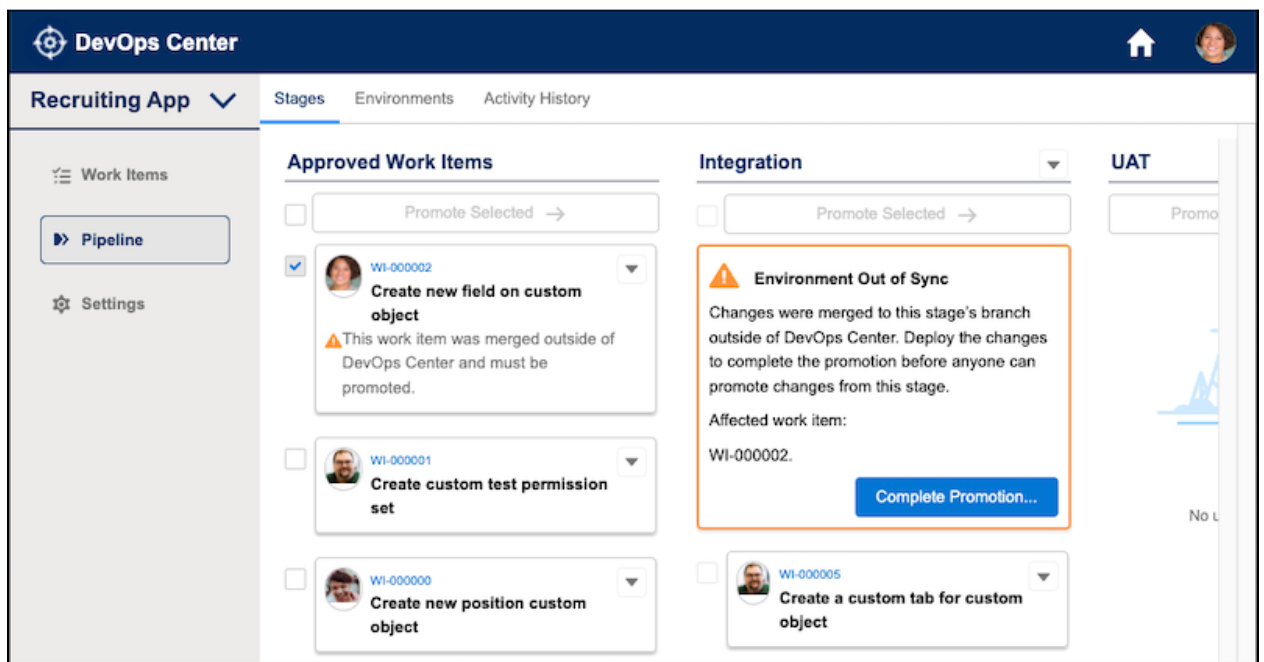 DevOps Center
Recruiting App
Stages
Environments
Activity History
Work Items
Pipeline
Settings
Approved Work Items
Promote Selected →
WI-000002
Create new field on custom
object
This work item was merged outside of
DevOps Center and must be
promoted.
WI-000001
Create custom test permission
set
WI-000000
Create new position custom
object
Integration
Promote Selected →
Environment Out of Sync
Changes were merged to this stage's branch
outside of DevOps Center. Deploy the changes
to complete the promotion before anyone can
promote changes from this stage.
Affected work item:
WI-000002.
Complete Promotion...
WI-000005
Create a custom tab for custom
object
UAT
Promo
No